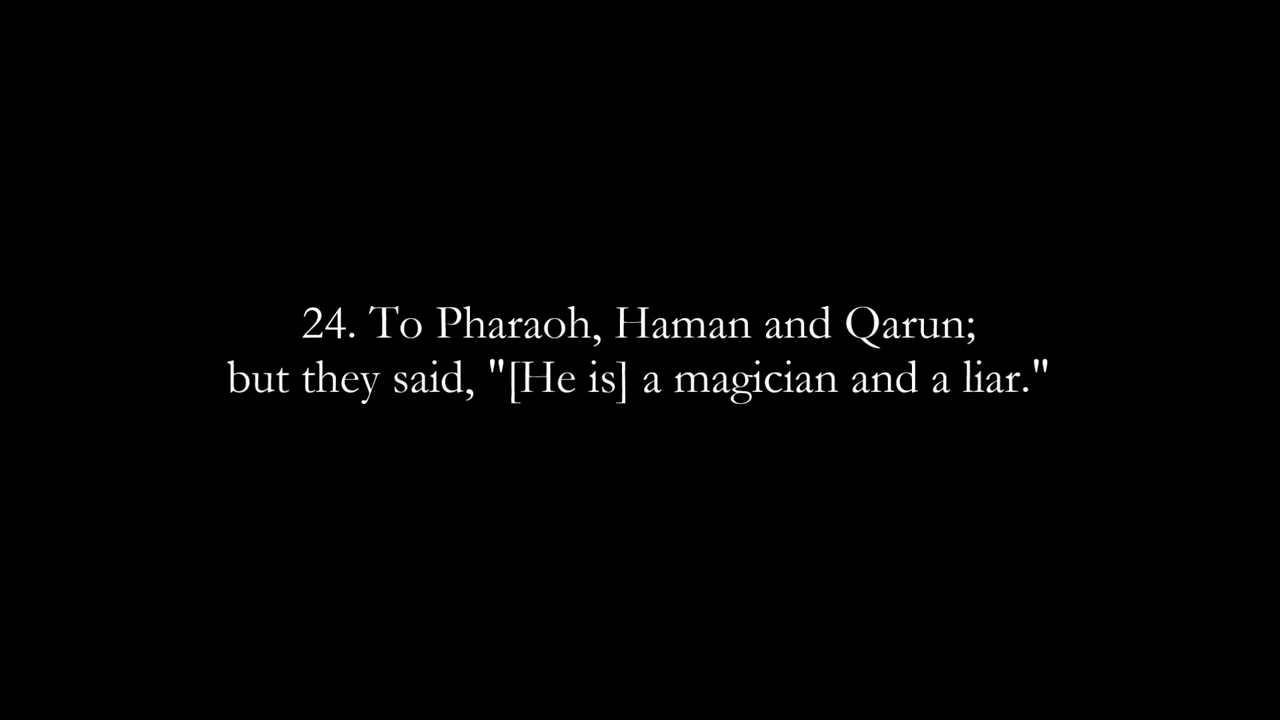 24. To Pharaoh, Haman and Qarun;
but they said, "[He is] a magician and a liar."